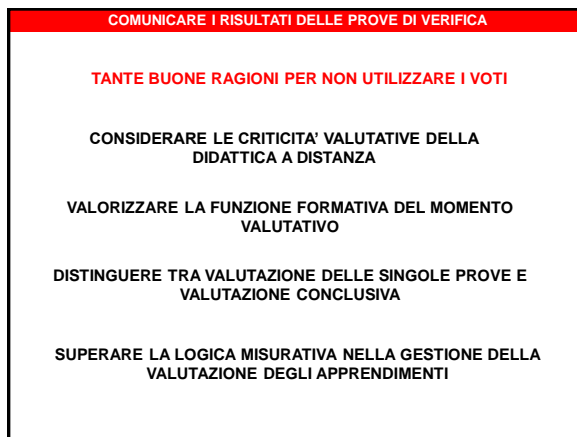 COMUNICARE I RISULTATI DELLE PROVE DI VERIFICA
TANTE BUONE RAGIONI PER NON UTILIZZARE I VOTI
CONSIDERARE LE CRITICITA' VALUTATIVE DELLA
DIDATTICA A DISTANZA
VALORIZZARE LA FUNZIONE FORMATIVA DEL MOMENTO
VALUTATIVO
DISTINGUERE TRA VALUTAZIONE DELLE SINGOLE PROVE E
VALUTAZIONE CONCLUSIVA
SUPERARE LA LOGICA MISURATIVA NELLA GESTIONE DELLA
VALUTAZIONE DEGLI APPRENDIMENTI